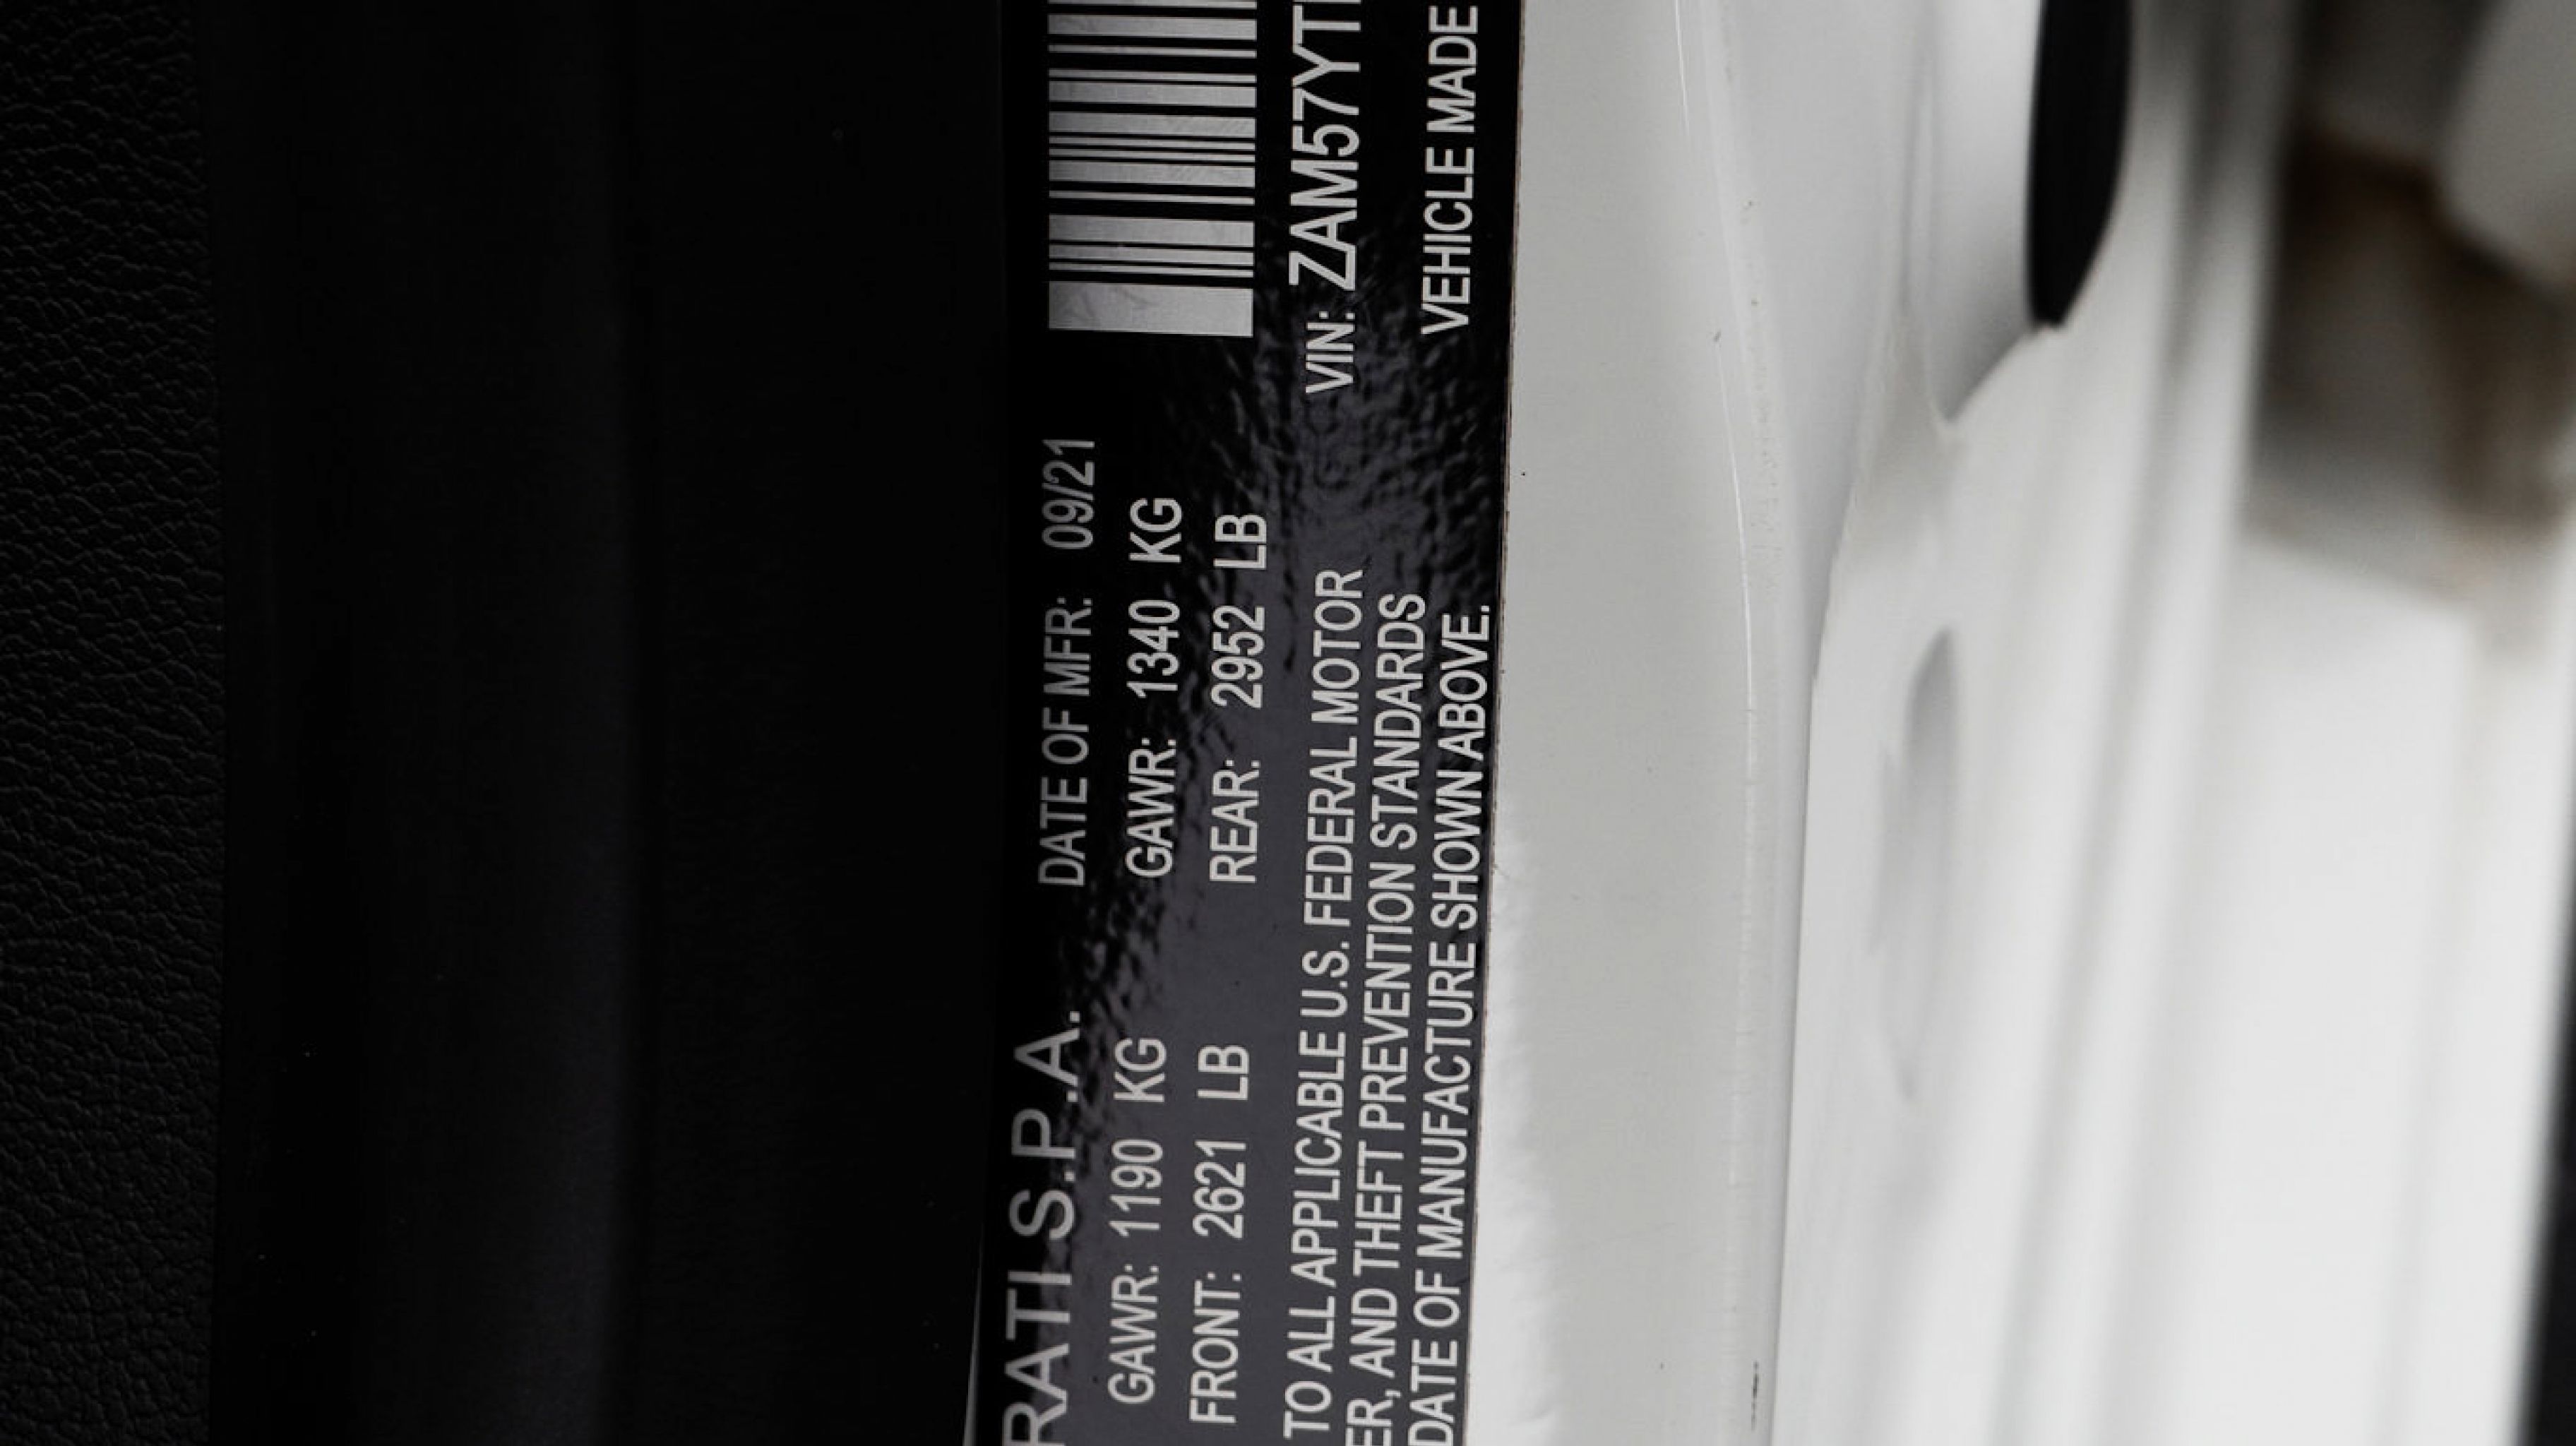 RATI S.P.A. DATE OF MFR: 09/21
GAWR: 1190 KG GAWR: 1340 KG
FRONT: 2621 LB REAR: 2952 LB
TO ALL APPLICABLE U.S. FEDERAL MOTOR
ER, AND THEFT PREVENTION STANDARDS
DATE OF MANUFACTURE SHOWN ABOVE.
VIN: ZAM57YT
VEHICLE MADE